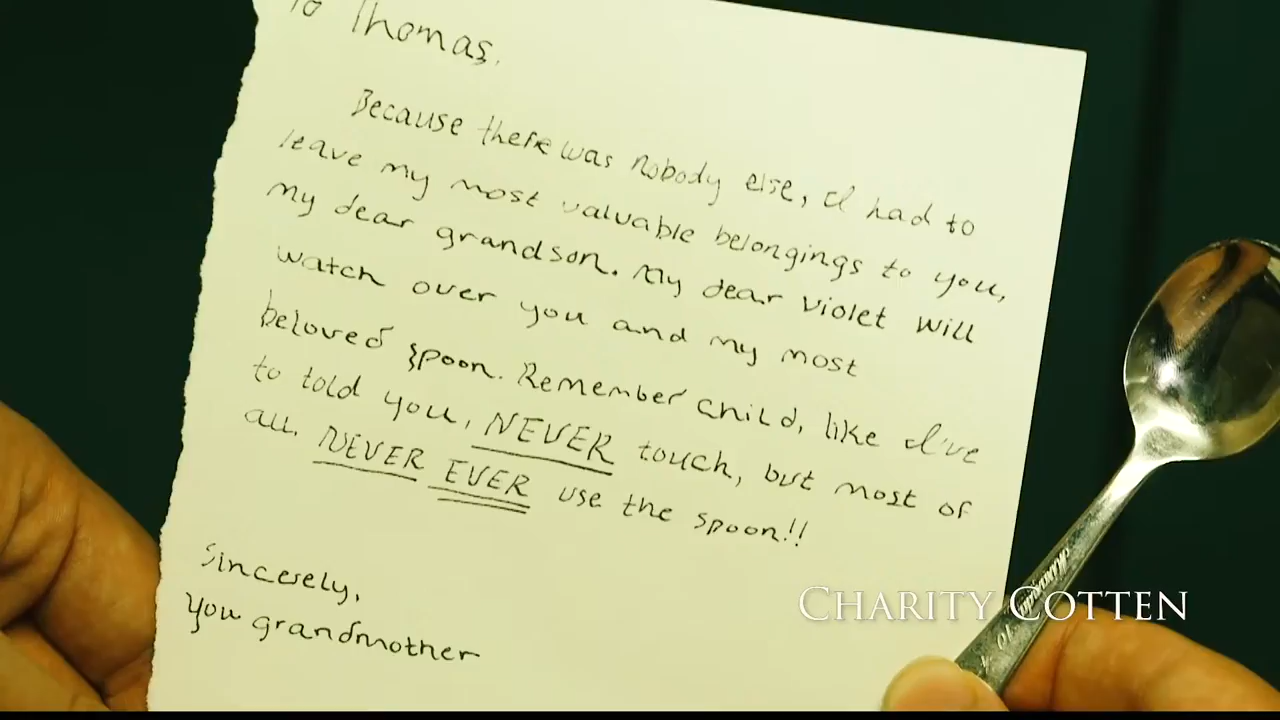 To Thomas,
Because there was nobody else, I had to
leave my most valuable belongings to you,
my dear grandson. My dear violet will
watch over you and my most
beloved spoon. Remember child, like I've
to told you, NEVER touch, but most of
all, NEVER EVER use the spoon!!
Sincerely,
You grandmother
CHARITY COTTEN